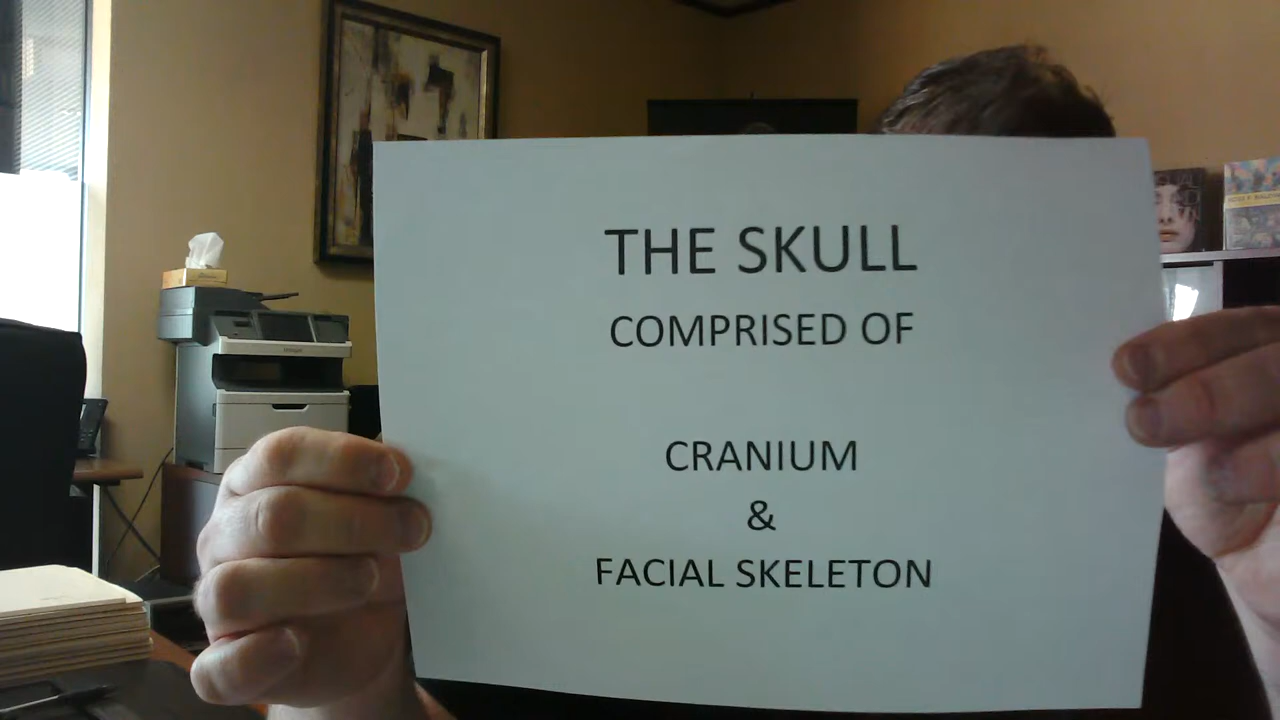 THE SKULL
COMPRISED OF
CRANIUM
&
FACIAL SKELETON